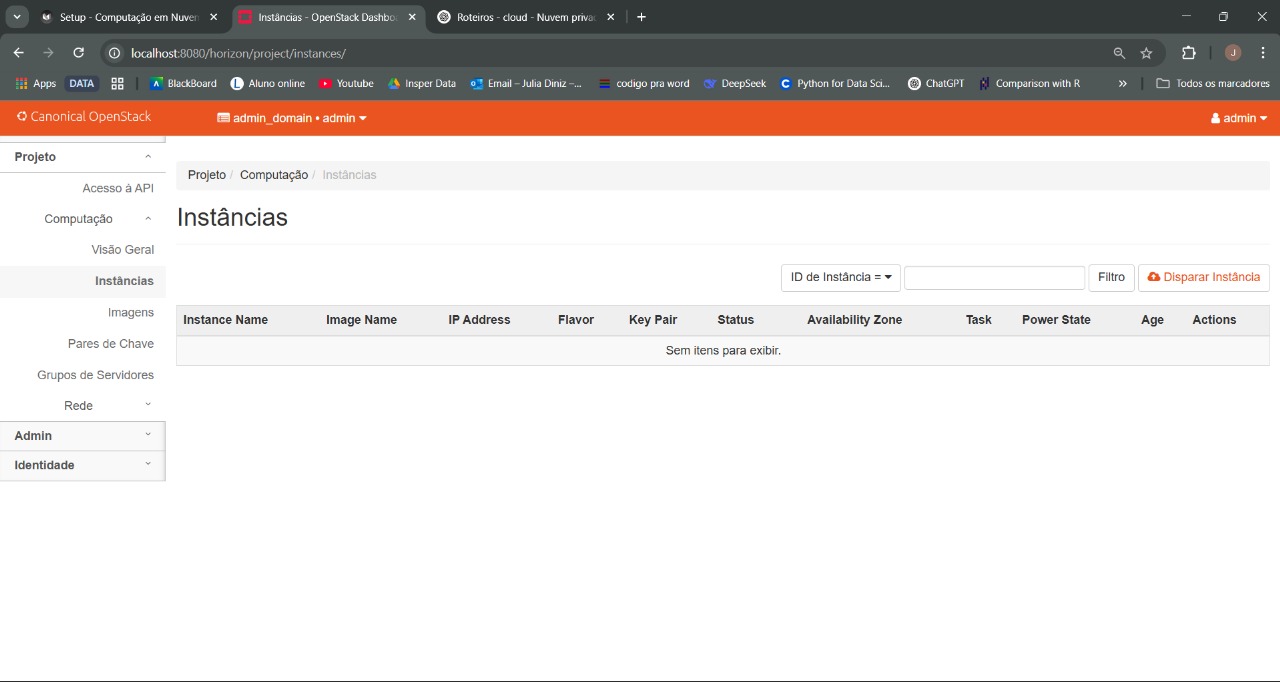 Setup - Computação em Nuven
Instâncias - OpenStack Dashbo
Roteiros - cloud - Nuvem priva
localhost:8080/horizon/project/instances/
J
Apps
DATA
BlackBoard
Aluno online
Youtube
Insper Data
Email – Julia Diniz –...
codigo pra word
DeepSeek
Python for Data Sci...
ChatGPT
Comparison with R
»
Todos os marcadores
Canonical OpenStack
admin_domain • admin
admin
Projeto
Acesso à API
Computação
Visão Geral
Instâncias
Imagens
Pares de Chave
Grupos de Servidores
Rede
Admin
Identidade
Projeto / Computação / Instâncias
Instâncias
ID de Instância =
Filtro
Disparar Instância
Instance Name Image Name IP Address Flavor Key Pair Status Availability Zone Task Power State Age Actions
Sem itens para exibir.